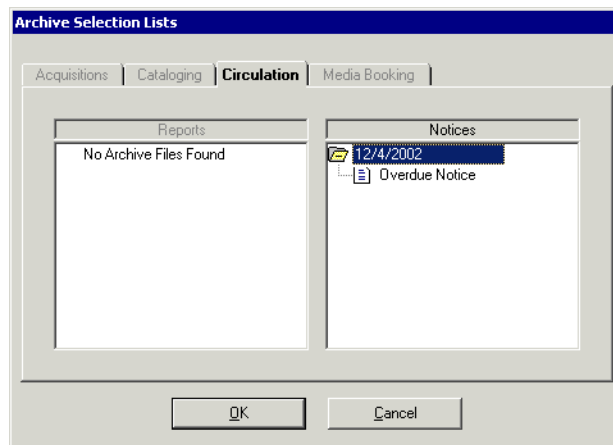 Archive Selection Lists
Acquisitions Cataloging Circulation Media Booking
Reports Notices
No Archive Files Found 12/4/2002
Overdue Notice
OK Cancel